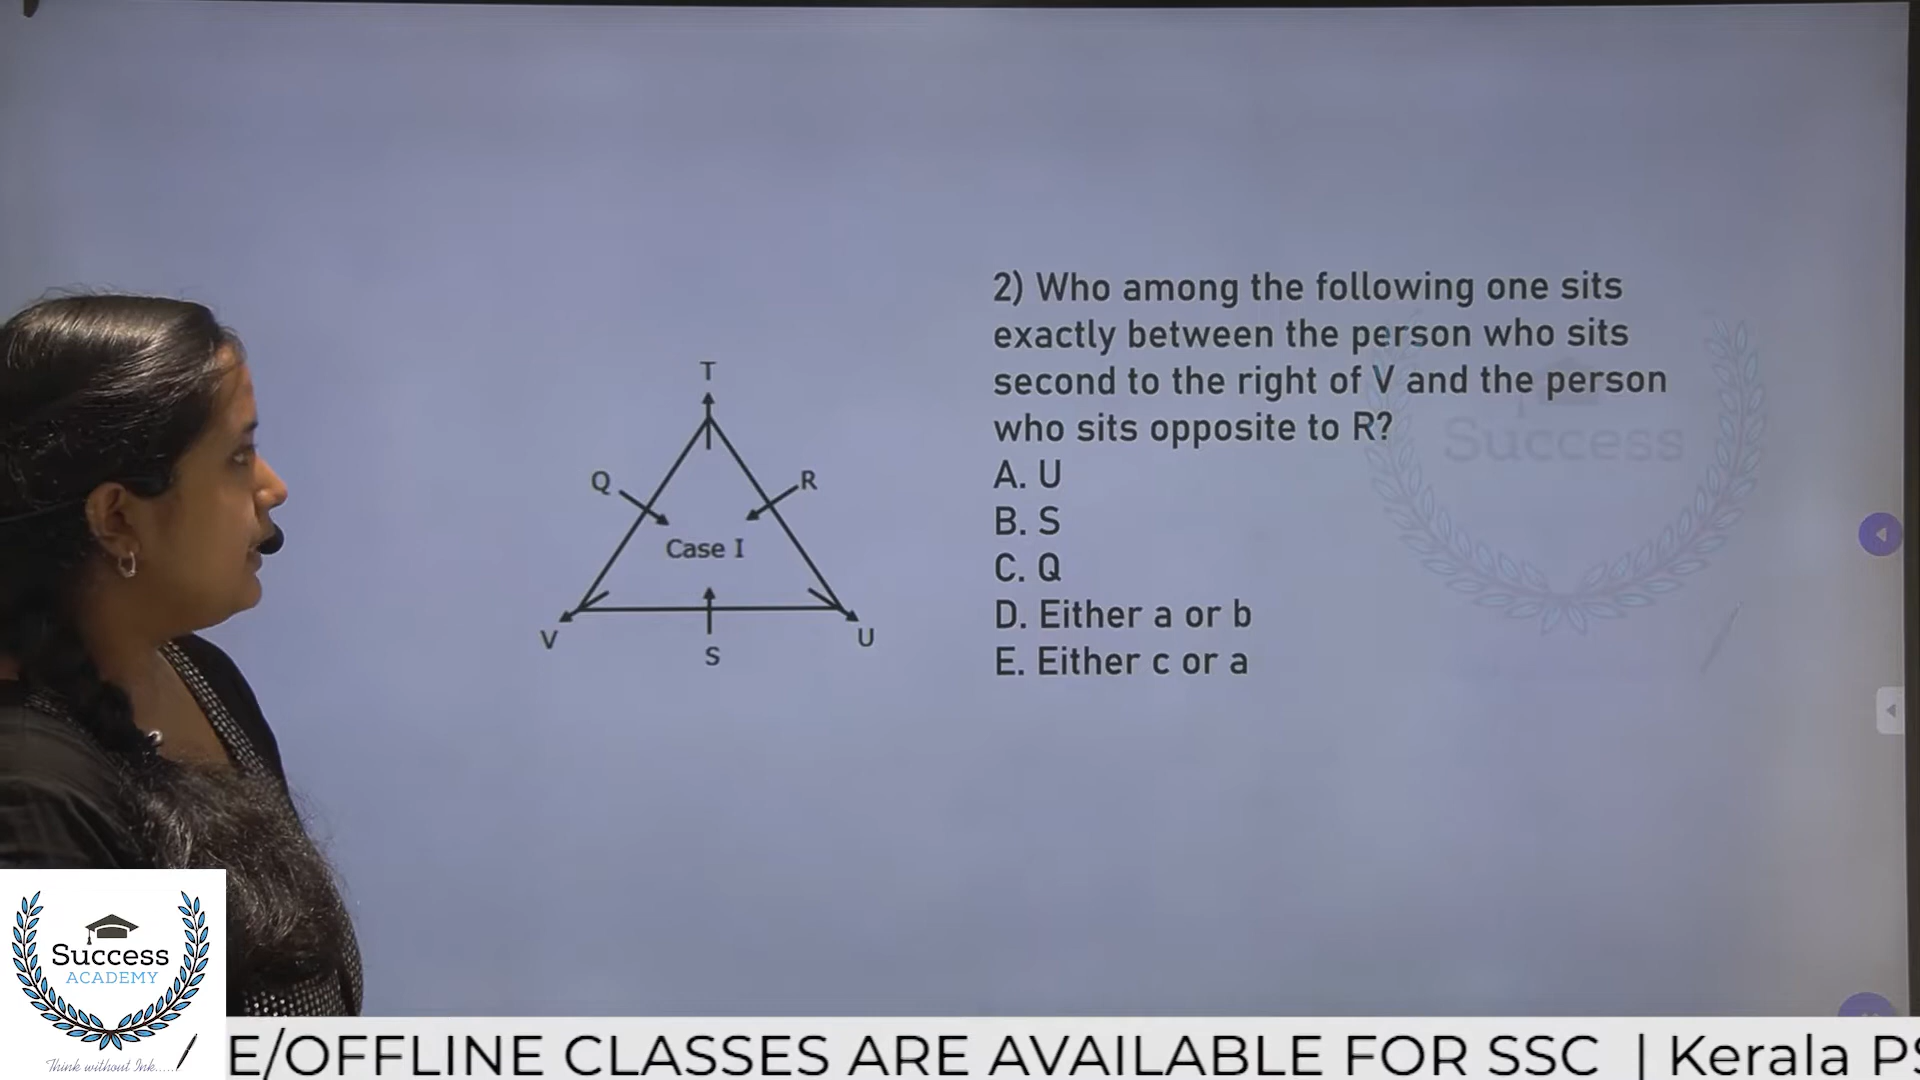 2) Who among the following one sits
exactly between the person who sits
second to the right of V and the person
who sits opposite to R?
A. U
B. S
C. Q
D. Either a or b
E. Either c or a
T
Q
R
Case I
V
S
U
Success
Success
ACADEMY
Think without Ink.....
E/OFFLINE CLASSES ARE AVAILABLE FOR SSC | Kerala PS